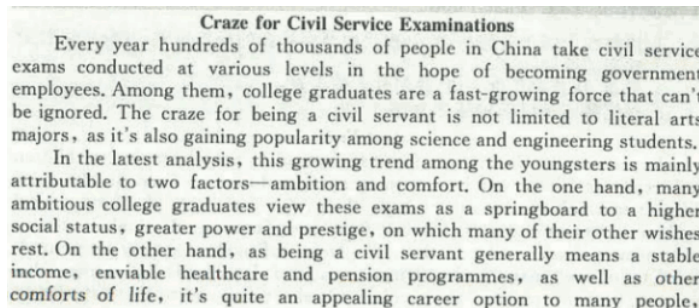 Craze for Civil Service Examinations
Every year hundreds of thousands of people in China take civil service
exams conducted at various levels in the hope of becoming government
employees. Among them, college graduates are a fast-growing force that can't
be ignored. The craze for being a civil servant is not limited to literal arts
majors, as it's also gaining popularity among science and engineering students.
In the latest analysis, this growing trend among the youngsters is mainly
attributable to two factors—ambition and comfort. On the one hand, many
ambitious college graduates view these exams as a springboard to a higher
social status, greater power and prestige, on which many of their other wishes
rest. On the other hand, as being a civil servant generally means a stable
income, enviable healthcare and pension programmes, as well as other
comforts of life, it's quite an appealing career option to many people,